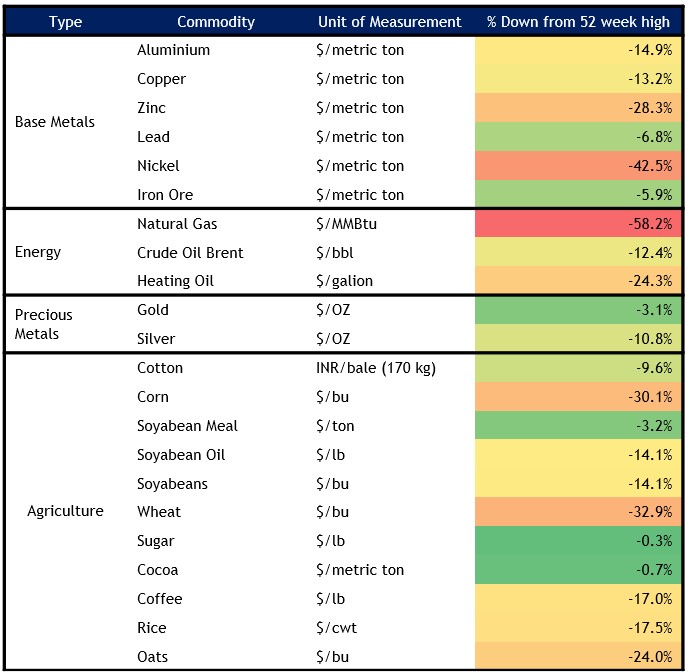 Type Commodity Unit of Measurement % Down from 52 week high
Base Metals
Aluminium $/metric ton -14.9%
Copper $/metric ton -13.2%
Zinc $/metric ton -28.3%
Lead $/metric ton -6.8%
Nickel $/metric ton -42.5%
Iron Ore $/metric ton -5.9%
Energy
Natural Gas $/MMBtu -58.2%
Crude Oil Brent $/bbl -12.4%
Heating Oil $/galion -24.3%
Precious
Metals
Gold $/OZ -3.1%
Silver $/OZ -10.8%
Agriculture
Cotton INR/bale (170 kg) -9.6%
Corn $/bu -30.1%
Soyabean Meal $/ton -3.2%
Soyabean Oil $/lb -14.1%
Soyabeans $/bu -14.1%
Wheat $/bu -32.9%
Sugar $/lb -0.3%
Cocoa $/metric ton -0.7%
Coffee $/lb -17.0%
Rice $/cwt -17.5%
Oats $/bu -24.0%